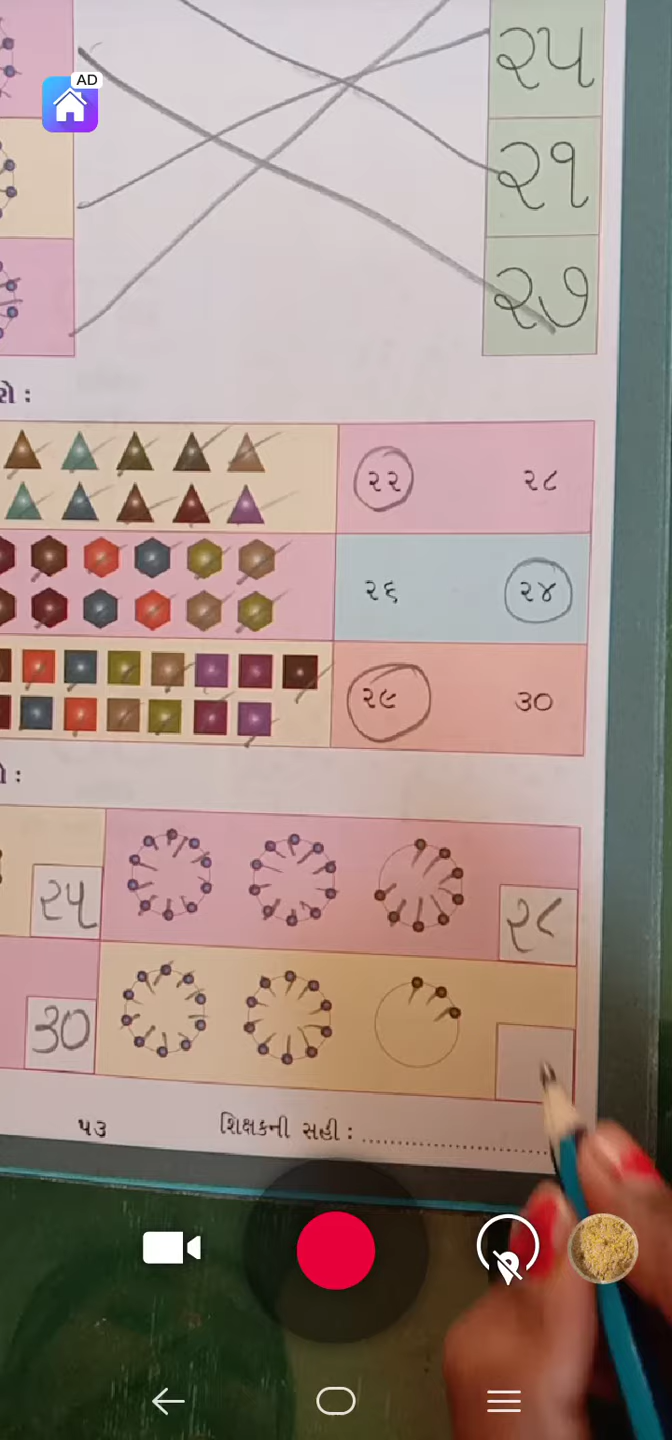 AD
૨૫
૨૧
૨૭
રો :
૨૨ ૨૮
૨૬ ૨૪
૨૯ ૩૦
૨૫ ૨૮
૩૦
૫૩ શિક્ષકની સહી : ..............................